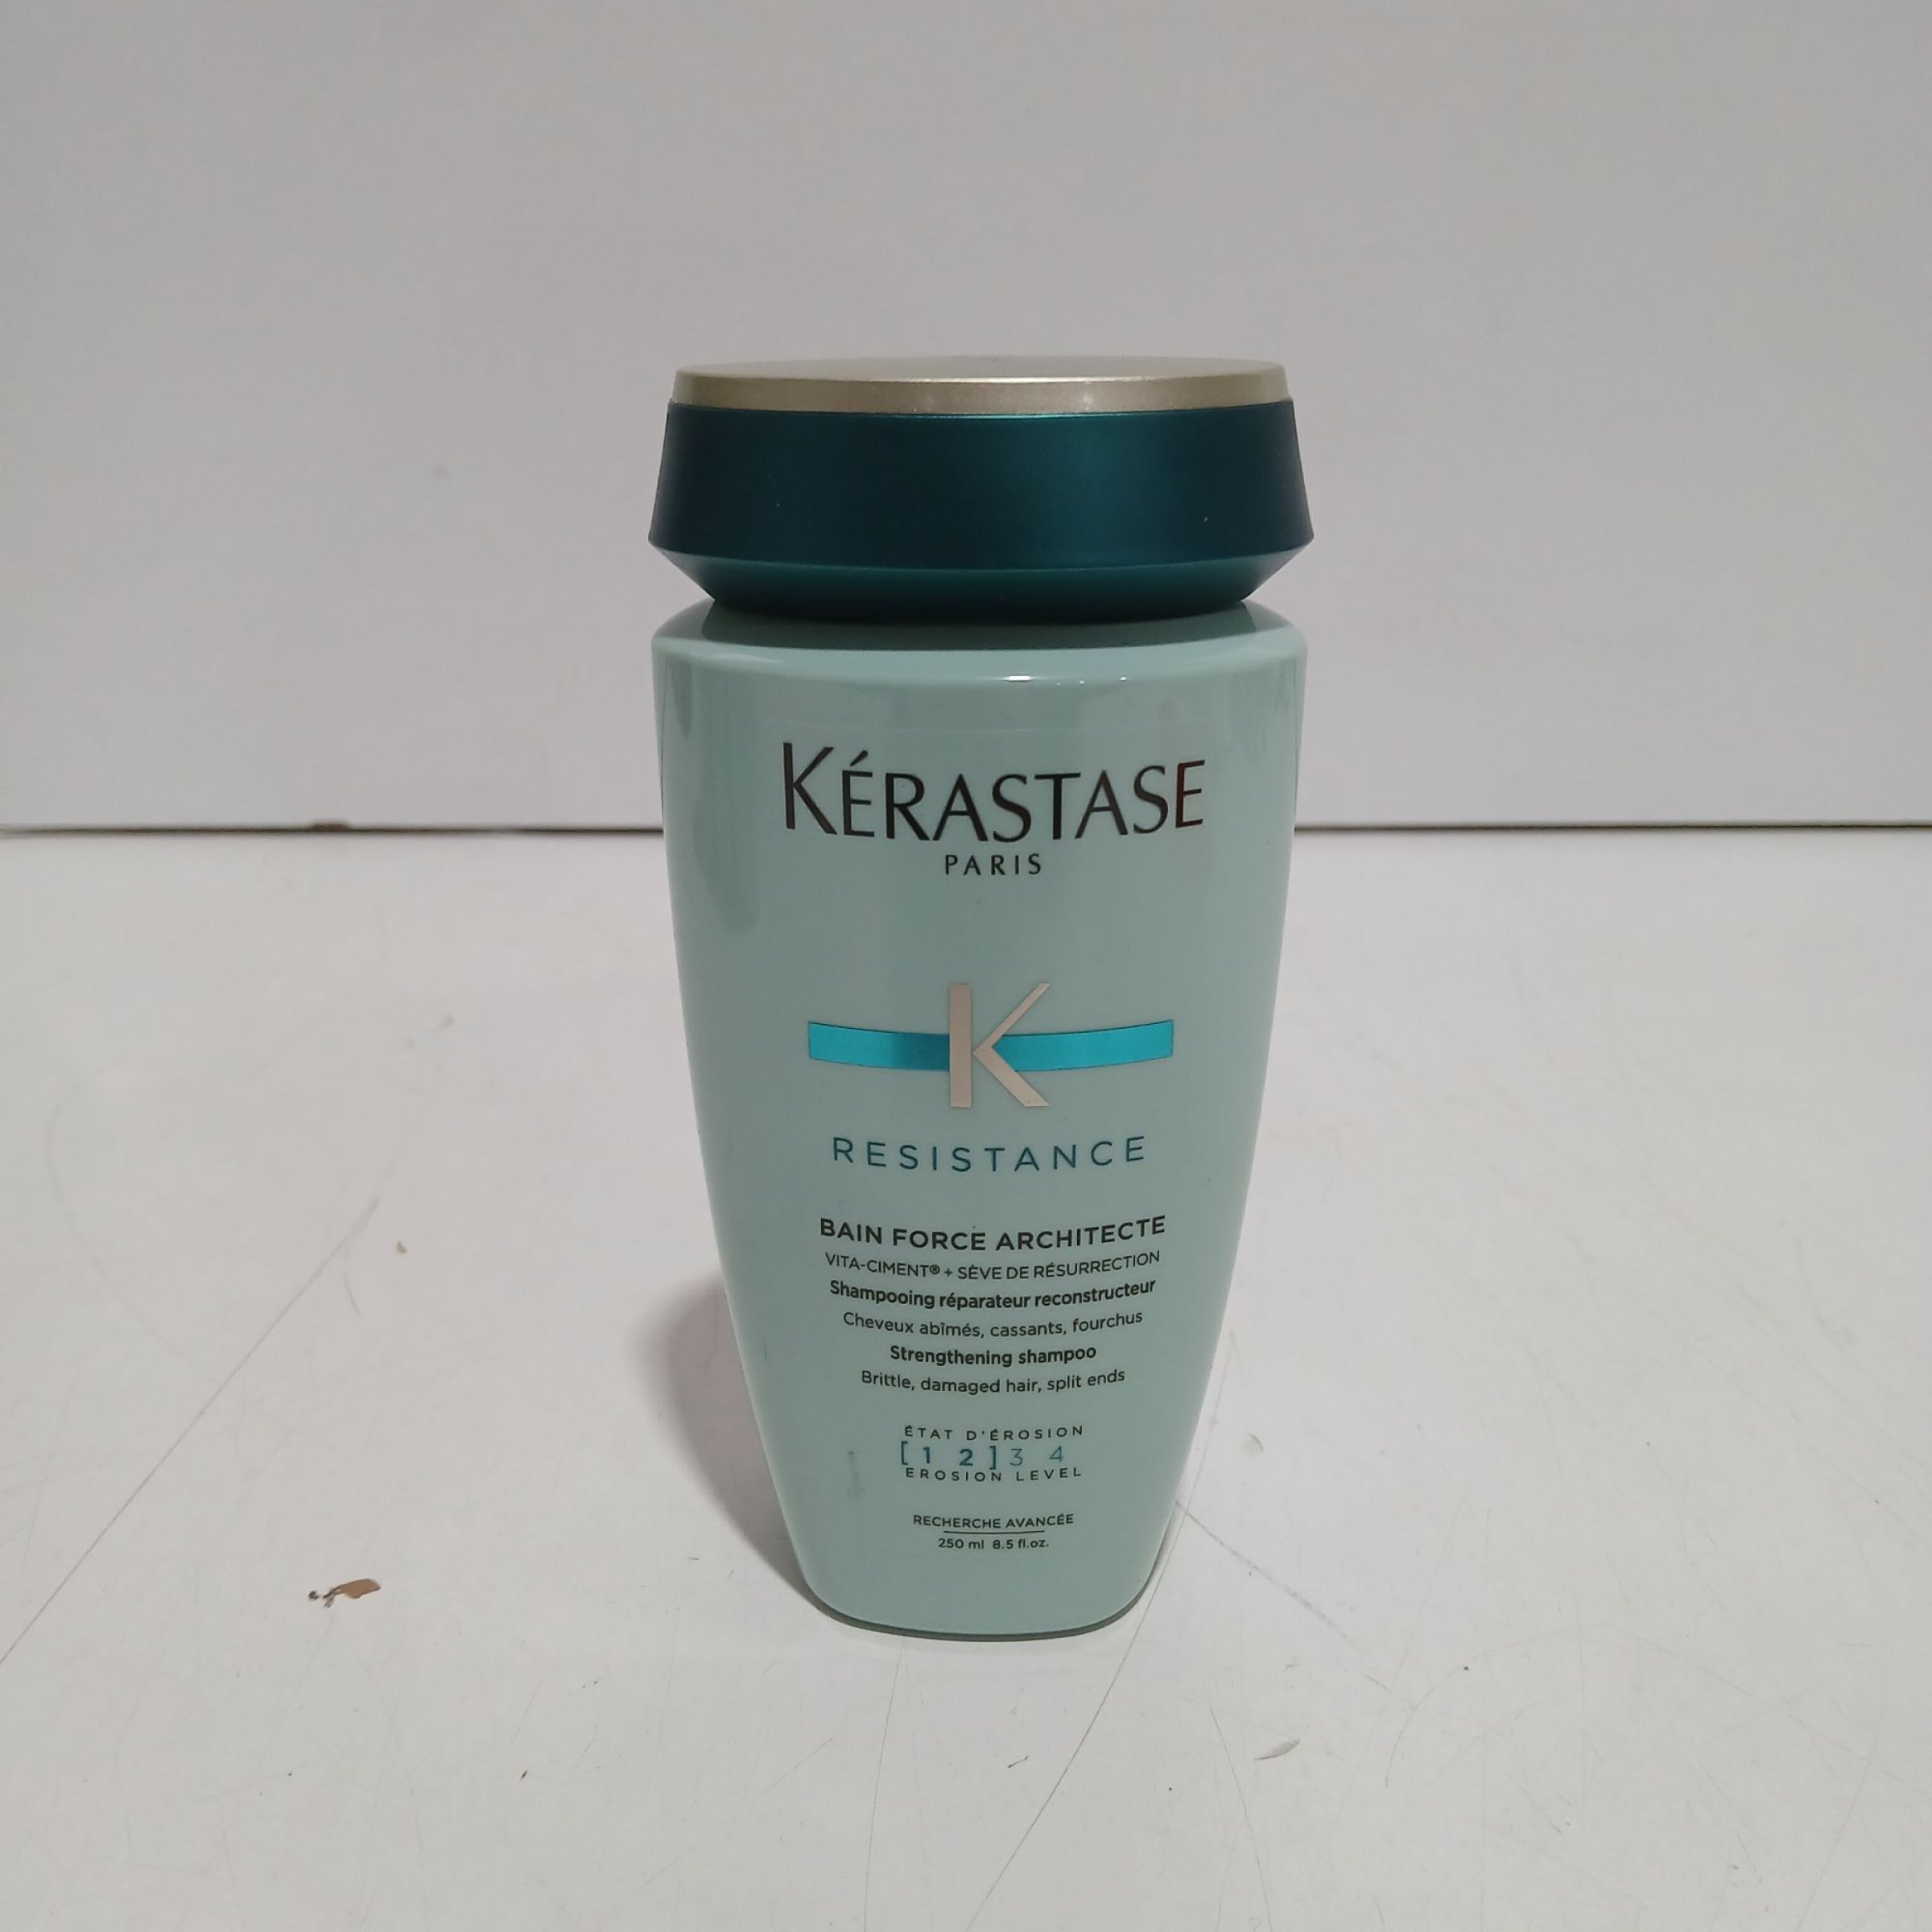 KÉRASTASE
PARIS
K
RESISTANCE
BAIN FORCE ARCHITECTE
VITA-CIMENT® + SÈVE DE RÉSURRECTION
Shampooing réparateur reconstructeur
Cheveux abîmés, cassants, fourchus
Strengthening shampoo
Brittle, damaged hair, split ends
ÉTAT D'ÉROSION
[1 2] 3 4
EROSION LEVEL
RECHERCHE AVANCÉE
250 ml 8.5 fl.oz.